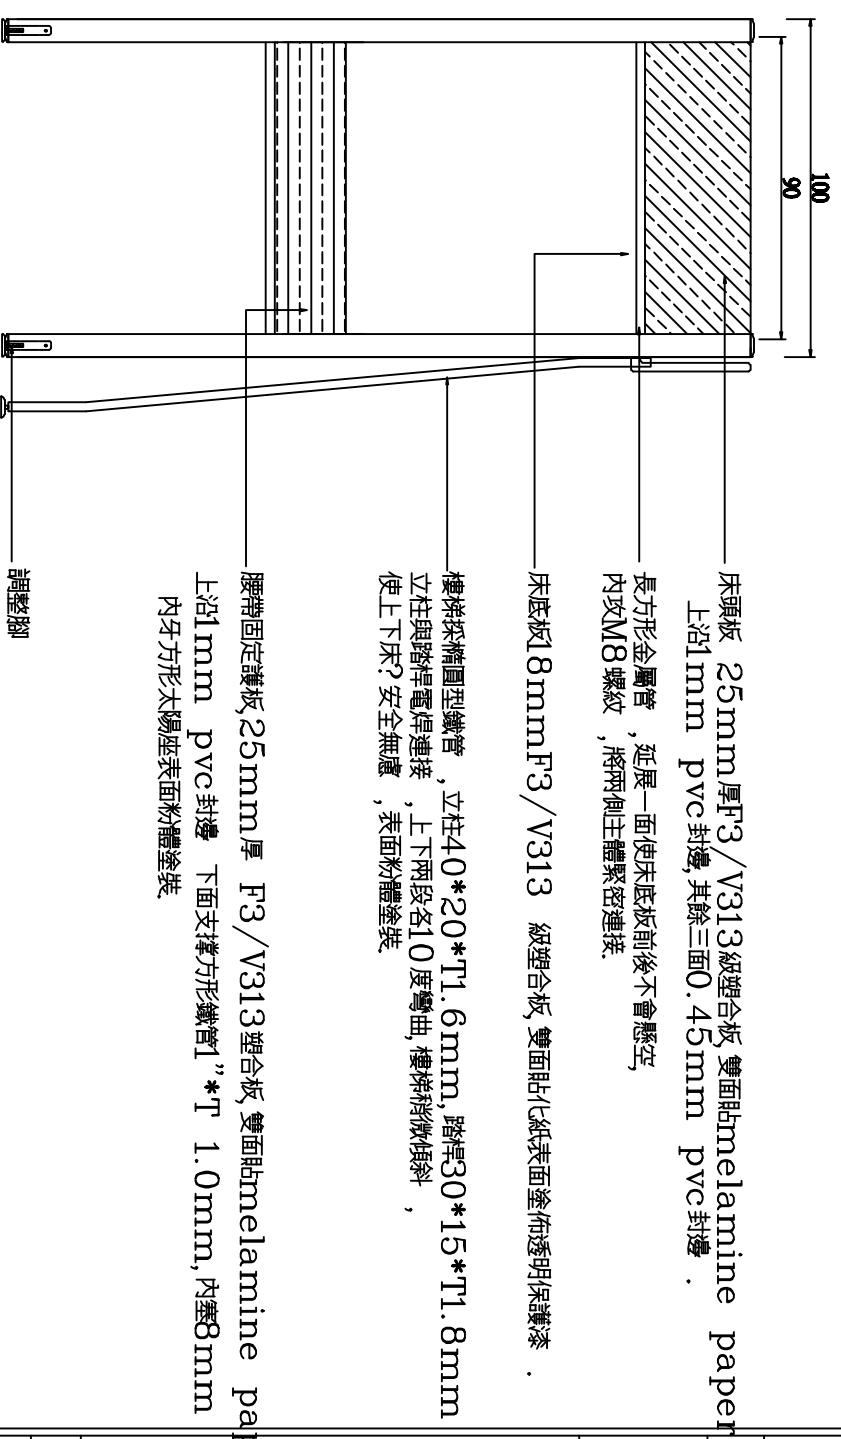 100
90
床頭板 25mm厚F3/V313級塑合板,雙面貼melamine paper
上沿1mm pvc封邊,其餘三面0.45mm pvc封邊 .
長方形金屬管 ,延展一面使床底板前後不會懸空,
內攻M8螺紋 ,將兩側主體緊密連接.
床底板18mmF3/V313 級塑合板,雙面貼化紙表面塗佈透明保護漆 .
樓梯採橢圓型鐵管 ,立柱40*20*T1.6mm,踏桿30*15*T1.8mm
立柱與踏桿電焊連接 ,上下兩段各10度彎曲,樓梯稍微傾斜 ,
使上下床?安全無慮 ,表面粉體塗裝.
腰帶固定護板,25mm厚 F3/V313塑合板,雙面貼melamine pa
上沿1mm pvc封邊 下面支撐方形鐵管1”*T 1.0mm,內塞8mm
內牙方形太陽座表面粉體塗裝.
調整腳